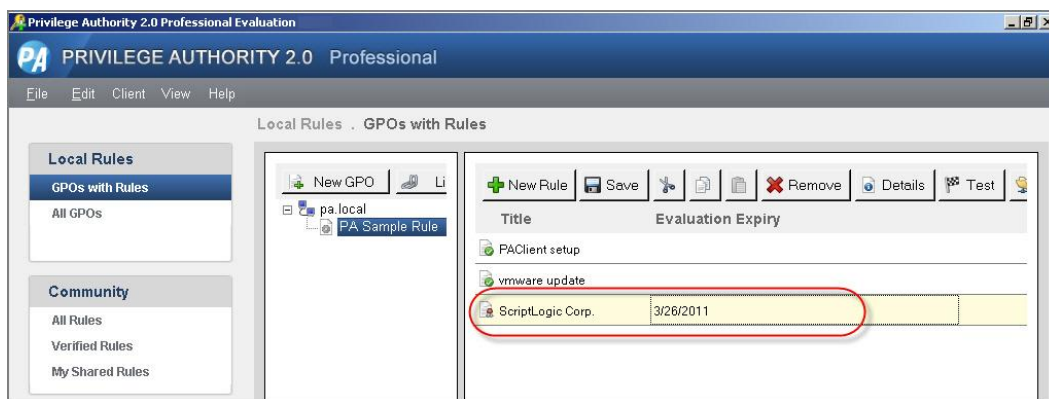 Privilege Authority 2.0 Professional Evaluation
PA PRIVILEGE AUTHORITY 2.0 Professional
File Edit Client View Help
Local Rules . GPOs with Rules
Local Rules
GPOs with Rules
All GPOs
Community
All Rules
Verified Rules
My Shared Rules
New GPO Li
pa.local
PA Sample Rule
New Rule Save Remove Details Test
Title Evaluation Expiry
PAClient setup
vmware update
ScriptLogic Corp. 3/26/2011